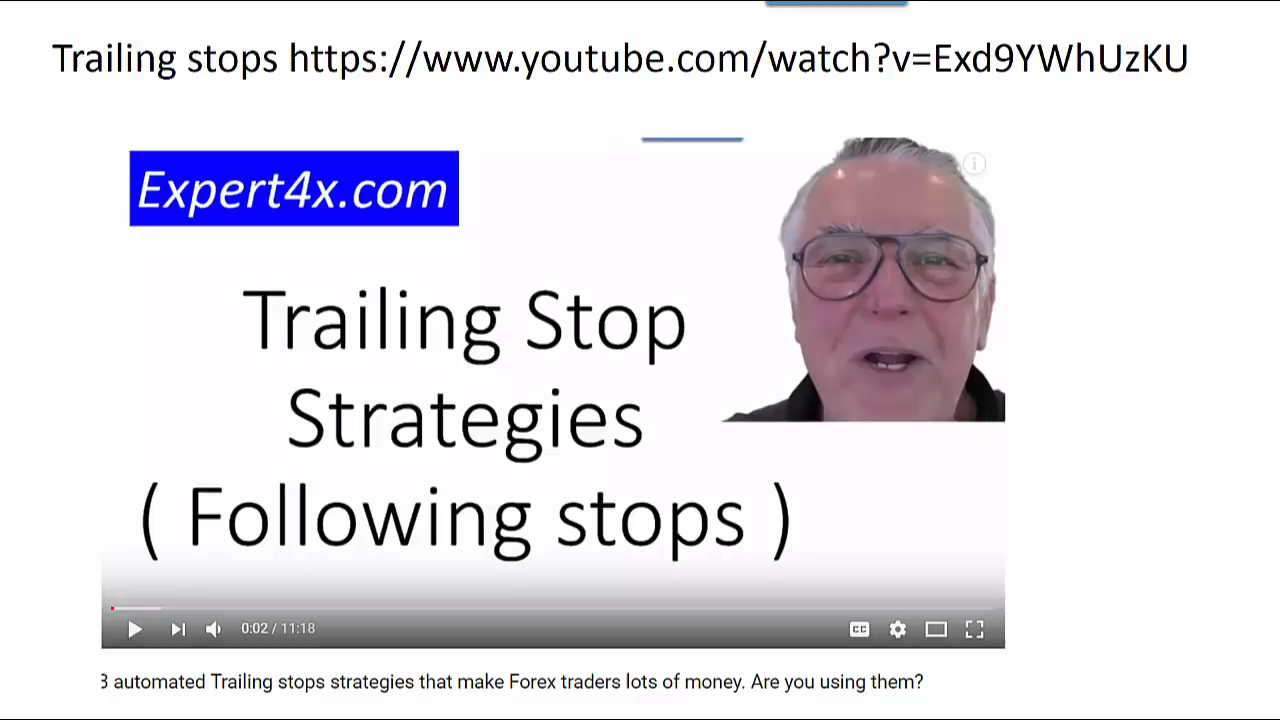 Trailing stops https://www.youtube.com/watch?v=Exd9YWhUzKU
Expert4x.com
Trailing Stop
Strategies
( Following stops )
0:02 / 11:18
CC
3 automated Trailing stops strategies that make Forex traders lots of money. Are you using them?